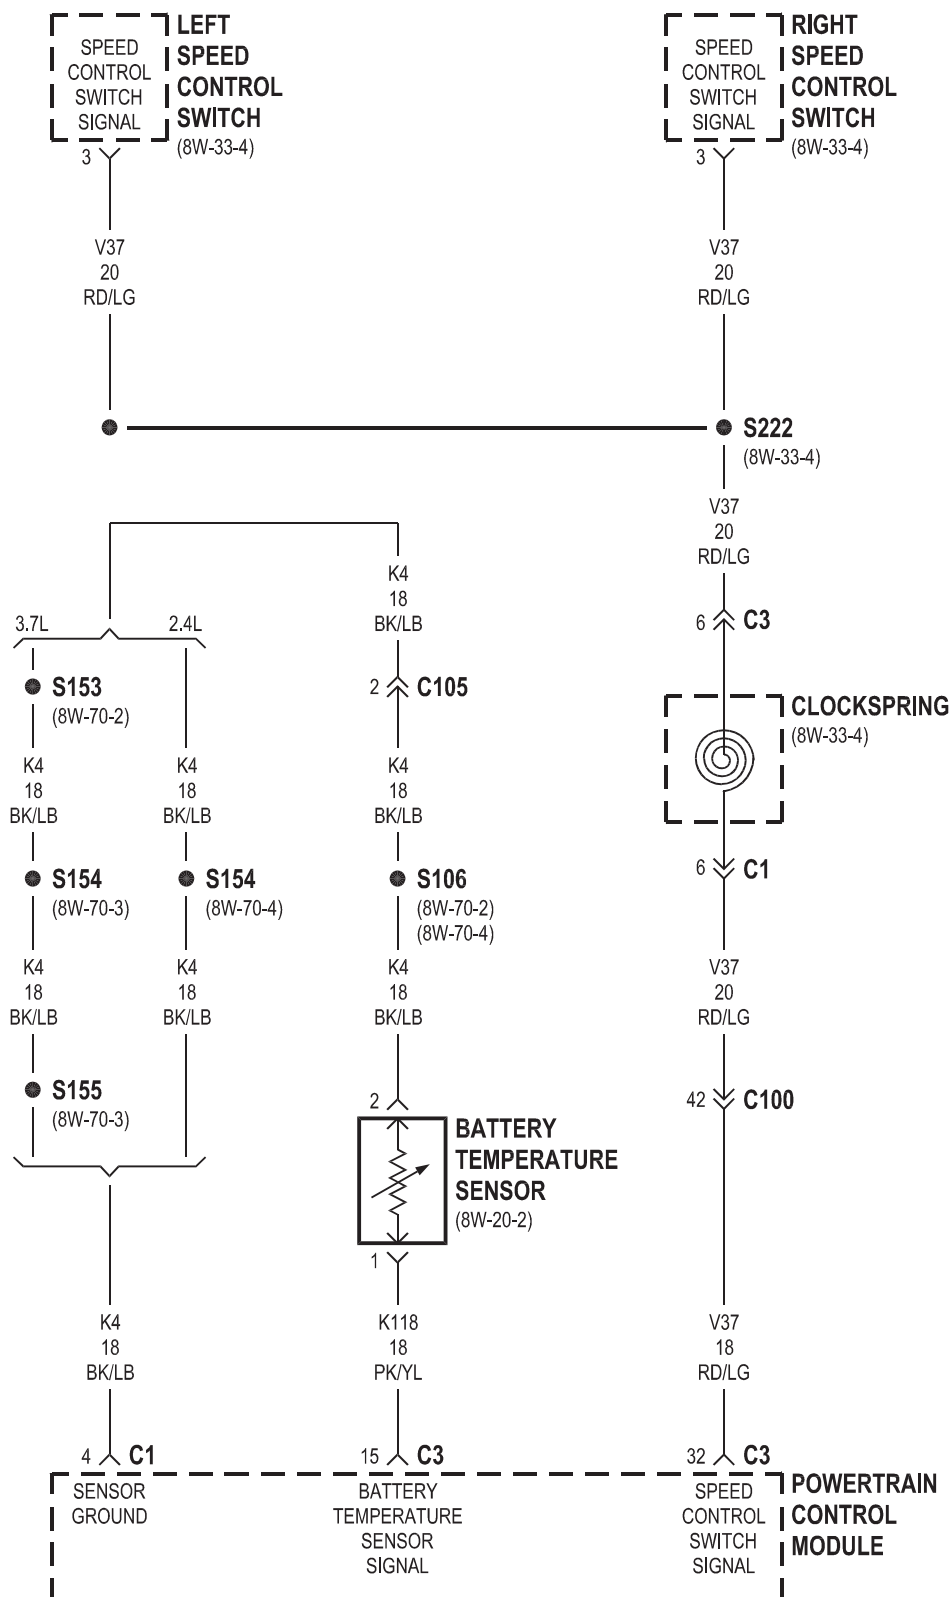 LEFT
SPEED
CONTROL
SWITCH
(8W-33-4)
SPEED
CONTROL
SWITCH
SIGNAL
3
V37
20
RD/LG
RIGHT
SPEED
CONTROL
SWITCH
(8W-33-4)
SPEED
CONTROL
SWITCH
SIGNAL
3
V37
20
RD/LG
S222
(8W-33-4)
V37
20
RD/LG
6 C3
CLOCKSPRING
(8W-33-4)
6 C1
V37
20
RD/LG
42 C100
V37
18
RD/LG
32 C3
K4
18
BK/LB
2 C105
K4
18
BK/LB
S106
(8W-70-2)
(8W-70-4)
K4
18
BK/LB
2
BATTERY
TEMPERATURE
SENSOR
(8W-20-2)
1
K118
18
PK/YL
15 C3
3.7L
S153
(8W-70-2)
K4
18
BK/LB
S154
(8W-70-3)
K4
18
BK/LB
S155
(8W-70-3)
2.4L
K4
18
BK/LB
S154
(8W-70-4)
K4
18
BK/LB
K4
18
BK/LB
4 C1
SENSOR
GROUND
BATTERY
TEMPERATURE
SENSOR
SIGNAL
SPEED
CONTROL
SWITCH
SIGNAL
POWERTRAIN
CONTROL
MODULE